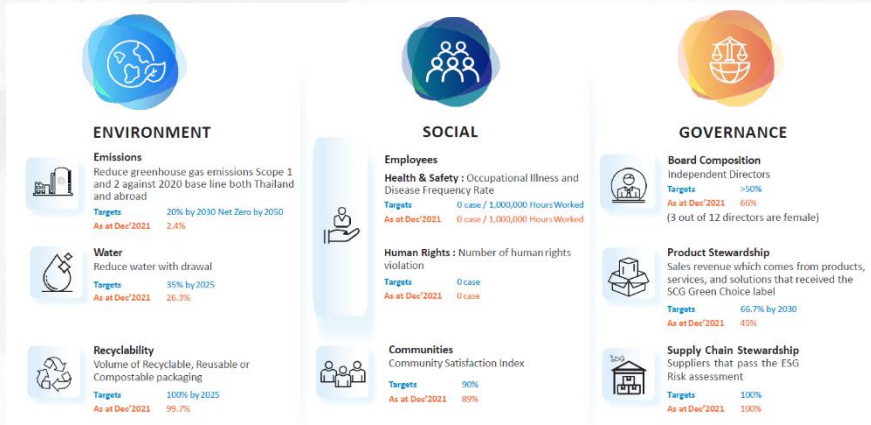 ENVIRONMENT
Emissions
Reduce greenhouse gas emissions Scope 1
and 2 against 2020 base line both Thailand
and abroad
Targets 20% by 2030 Net Zero by 2050
As at Dec'2021 2.4%
Water
Reduce water with drawal
Targets 35% by 2025
As at Dec'2021 26.3%
Recyclability
Volume of Recyclable, Reusable or
Compostable packaging
Targets 100% by 2025
As at Dec'2021 99.7%
SOCIAL
Employees
Health & Safety : Occupational Illness and
Disease Frequency Rate
Targets 0 case / 1,000,000 Hours Worked
As at Dec'2021 0 case / 1,000,000 Hours Worked
Human Rights : Number of human rights
violation
Targets 0 case
As at Dec'2021 0 case
Communities
Community Satisfaction Index
Targets 90%
As at Dec'2021 89%
GOVERNANCE
Board Composition
Independent Directors
Targets >50%
As at Dec'2021 66%
(3 out of 12 directors are female)
Product Stewardship
Sales revenue which comes from products,
services, and solutions that received the
SCG Green Choice label
Targets 66.7% by 2030
As at Dec'2021 45%
SCG
Supply Chain Stewardship
Suppliers that pass the ESG
Risk assessment
Targets 100%
As at Dec'2021 100%